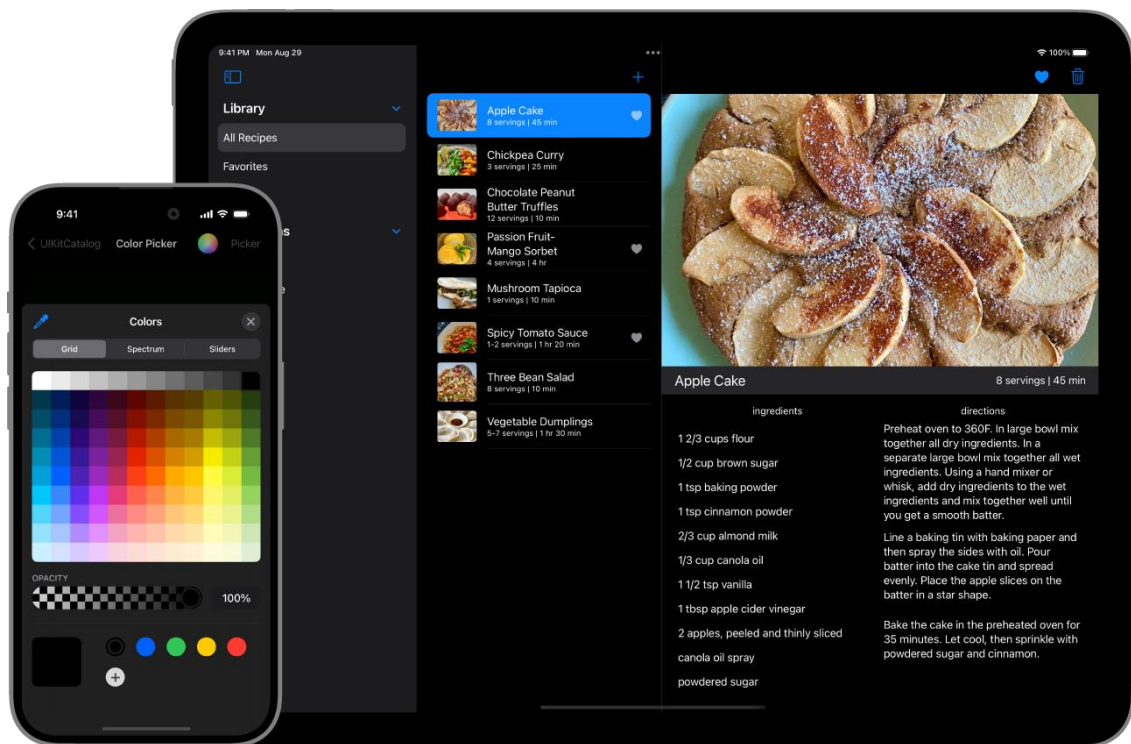 9:41 PM Mon Aug 29
100%
Library
All Recipes
Favorites
Apple Cake
8 servings | 45 min
Chickpea Curry
3 servings | 25 min
Chocolate Peanut
Butter Truffles
12 servings | 10 min
Passion Fruit-
Mango Sorbet
4 servings | 4 hr
Mushroom Tapioca
1 servings | 10 min
Spicy Tomato Sauce
1-2 servings | 1 hr 20 min
Three Bean Salad
8 servings | 10 min
Vegetable Dumplings
5-7 servings | 1 hr 30 min
Apple Cake
8 servings | 45 min
ingredients
1 2/3 cups flour
1/2 cup brown sugar
1 tsp baking powder
1 tsp cinnamon powder
2/3 cup almond milk
1/3 cup canola oil
1 1/2 tsp vanilla
1 tbsp apple cider vinegar
2 apples, peeled and thinly sliced
canola oil spray
powdered sugar
directions
Preheat oven to 360F. In large bowl mix
together all dry ingredients. In a
separate large bowl mix together all wet
ingredients. Using a hand mixer or
whisk, add dry ingredients to the wet
ingredients and mix together well until
you get a smooth batter.
Line a baking tin with baking paper and
then spray the sides with oil. Pour
batter into the cake tin and spread
evenly. Place the apple slices on the
batter in a star shape.
Bake the cake in the preheated oven for
35 minutes. Let cool, then sprinkle with
powdered sugar and cinnamon.
9:41
UIKitCatalog
Color Picker
Picker
Colors
Grid
Spectrum
Sliders
OPACITY
100%